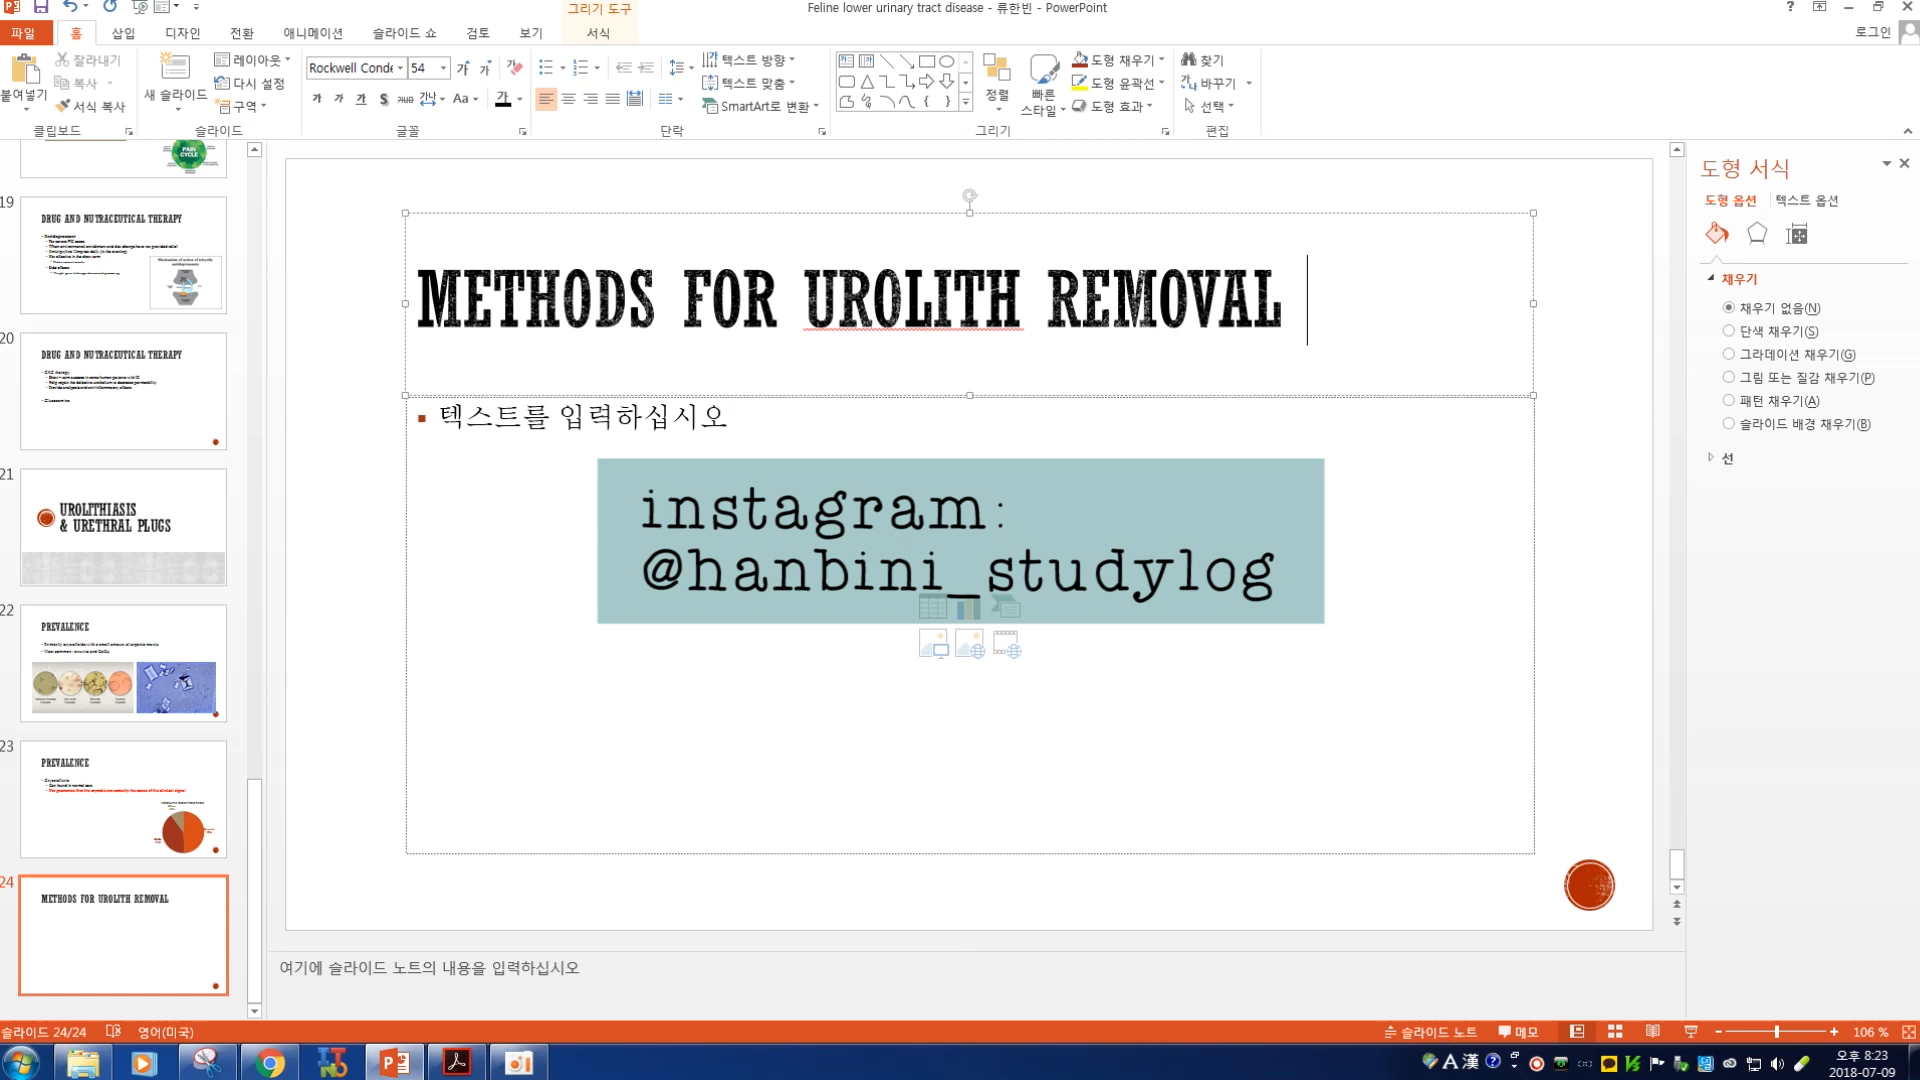 Feline lower urinary tract disease - 류한빈 - PowerPoint
그리기 도구
파일
홈
삽입
디자인
전환
애니메이션
슬라이드 쇼
검토
보기
서식
로그인
붙여넣기
잘라내기
복사
서식 복사
클립보드
새 슬라이드
레이아웃
다시 설정
구역
슬라이드
Rockwell Conde
54
가 가
가 가 가 S 가나 Aa 가
글꼴
텍스트 방향
텍스트 맞춤
SmartArt로 변환
단락
정렬
빠른
스타일
도형 채우기
도형 윤곽선
도형 효과
그리기
찾기
바꾸기
선택
편집
PAIN
CYCLE
19
DRUG AND NUTRACEUTICAL THERAPY
20
DRUG AND NUTRACEUTICAL THERAPY
21
UROLITHIASIS
& URETHRAL PLUGS
22
PREVALENCE
23
PREVALENCE
24
METHODS FOR UROLITH REMOVAL
METHODS FOR UROLITH REMOVAL
텍스트를 입력하십시오
instagram:
@hanbini_studylog
여기에 슬라이드 노트의 내용을 입력하십시오
도형 서식
도형 옵션
텍스트 옵션
채우기
채우기 없음(N)
단색 채우기(S)
그라데이션 채우기(G)
그림 또는 질감 채우기(P)
패턴 채우기(A)
슬라이드 배경 채우기(B)
선
슬라이드 24/24
영어(미국)
슬라이드 노트
메모
106 %
A 漢
오후 8:23
2018-07-09